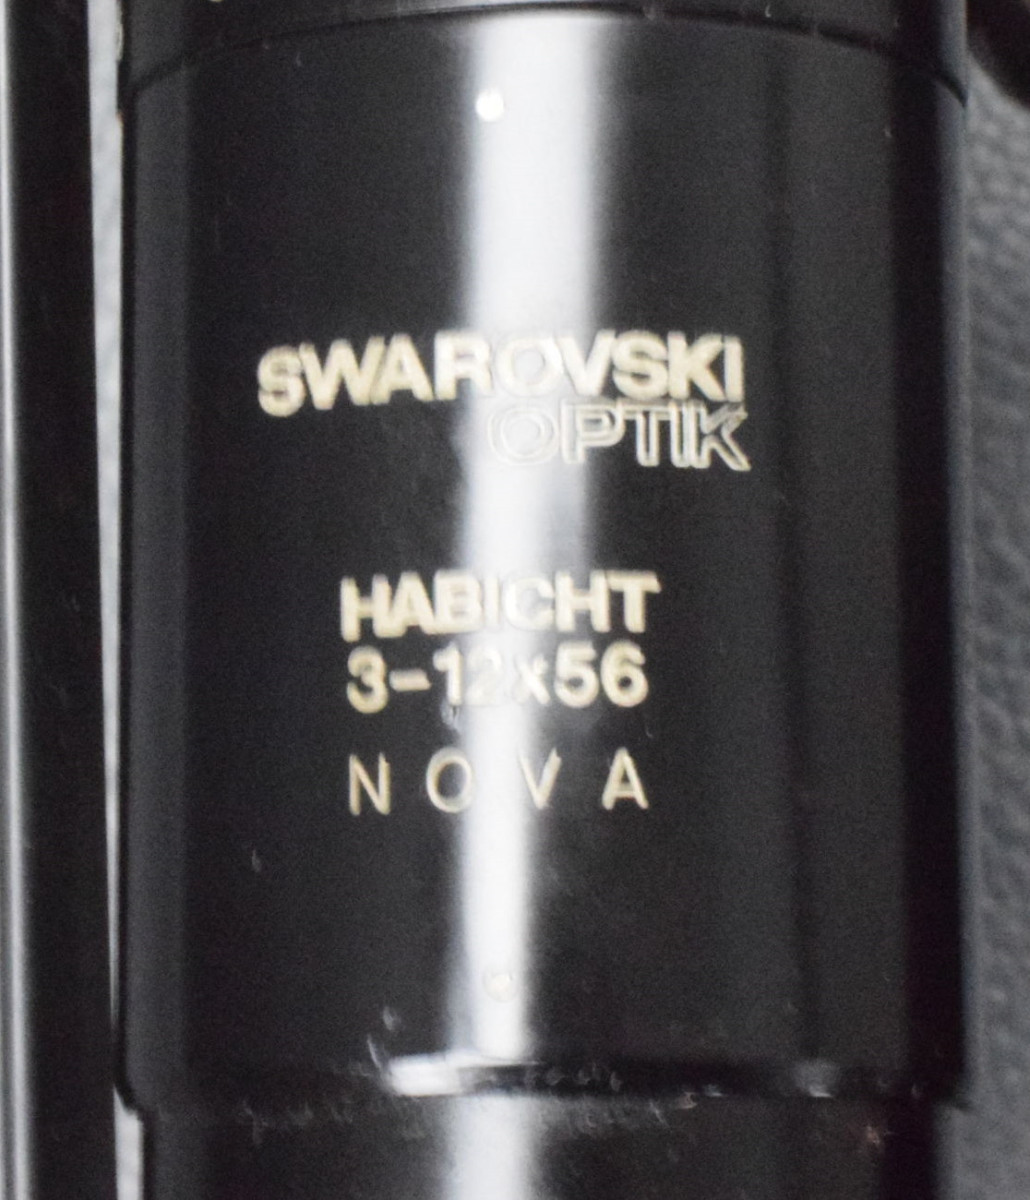 SWAROVSKI
OPTIK
HABICHT
3-12x56
NOVA